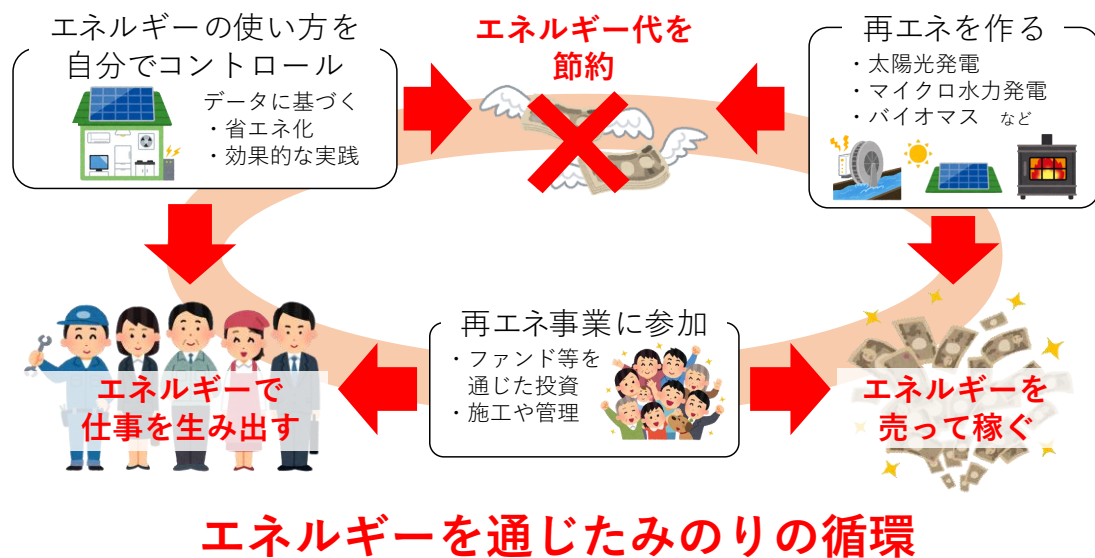 エネルギーの使い方を
自分でコントロール
データに基づく
・省エネ化
・効果的な実践
エネルギー代を
節約
再エネを作る
・太陽光発電
・マイクロ水力発電
・バイオマス など
エネルギーで
仕事を生み出す
再エネ事業に参加
・ファンド等を
通じた投資
・施工や管理
エネルギーを
売って稼ぐ
エネルギーを通じたみのりの循環